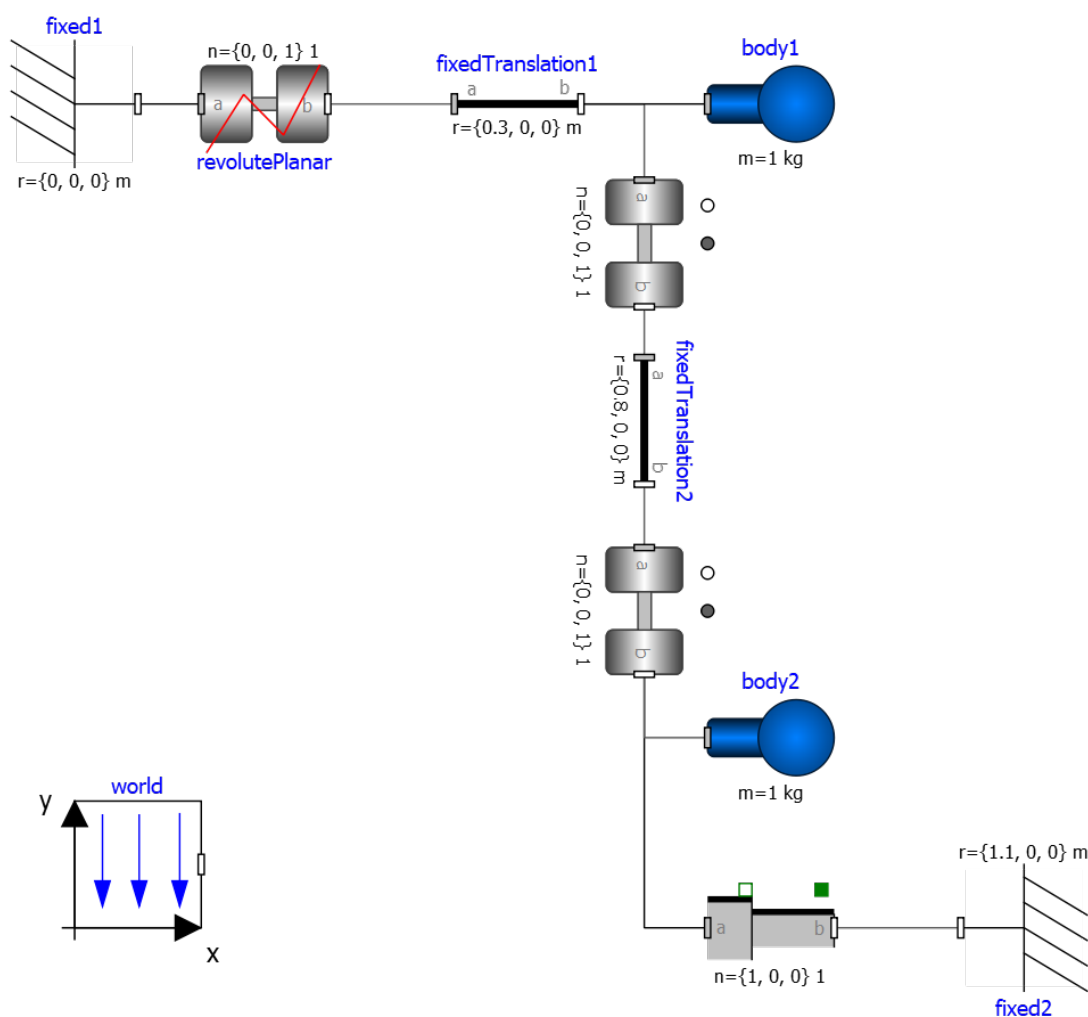 fixed1
r={0, 0, 0} m
n={0, 0, 1} 1
a
b
revolutePlanar
fixedTranslation1
a
b
r={0.3, 0, 0} m
body1
m=1 kg
n={0, 0, 1} 1
a
b
fixedTranslation2
r={0.8, 0, 0} m
a
b
n={0, 0, 1} 1
a
b
body2
m=1 kg
world
y
x
a
b
n={1, 0, 0} 1
r={1.1, 0, 0} m
fixed2